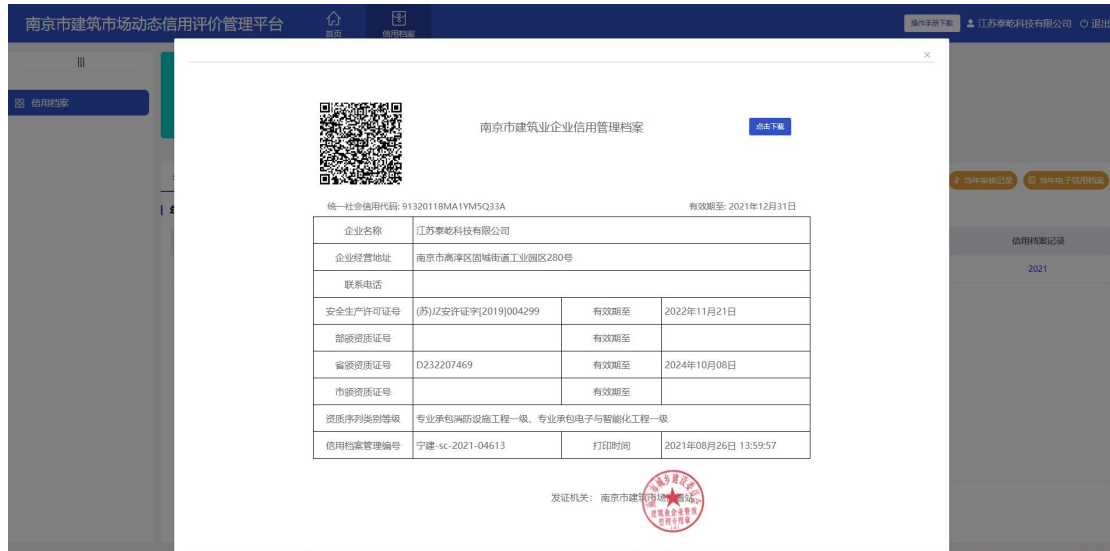 南京市建筑市场动态信用评价管理平台
首页
信用档案
操作手册下载
江苏泰屹科技有限公司
退出
信用档案
南京市建筑业企业信用管理档案
点击下载
统一社会信用代码: 91320118MA1YM5Q33A 有效期至: 2021年12月31日
企业名称 江苏泰屹科技有限公司
企业经营地址 南京市高淳区固城街道工业园区280号
联系电话
安全生产许可证号 (苏)JZ安许证字[2019]004299 有效期至 2022年11月21日
部颁资质证号 有效期至
省颁资质证号 D232207469 有效期至 2024年10月08日
市颁资质证号 有效期至
资质序列类别等级 专业承包消防设施工程一级、专业承包电子与智能化工程一级
信用档案管理编号 宁建-sc-2021-04613 打印时间 2021年08月26日 13:59:57
发证机关: 南京市建筑市场
当年审核记录
当年电子信用档案
信用档案记录
2021